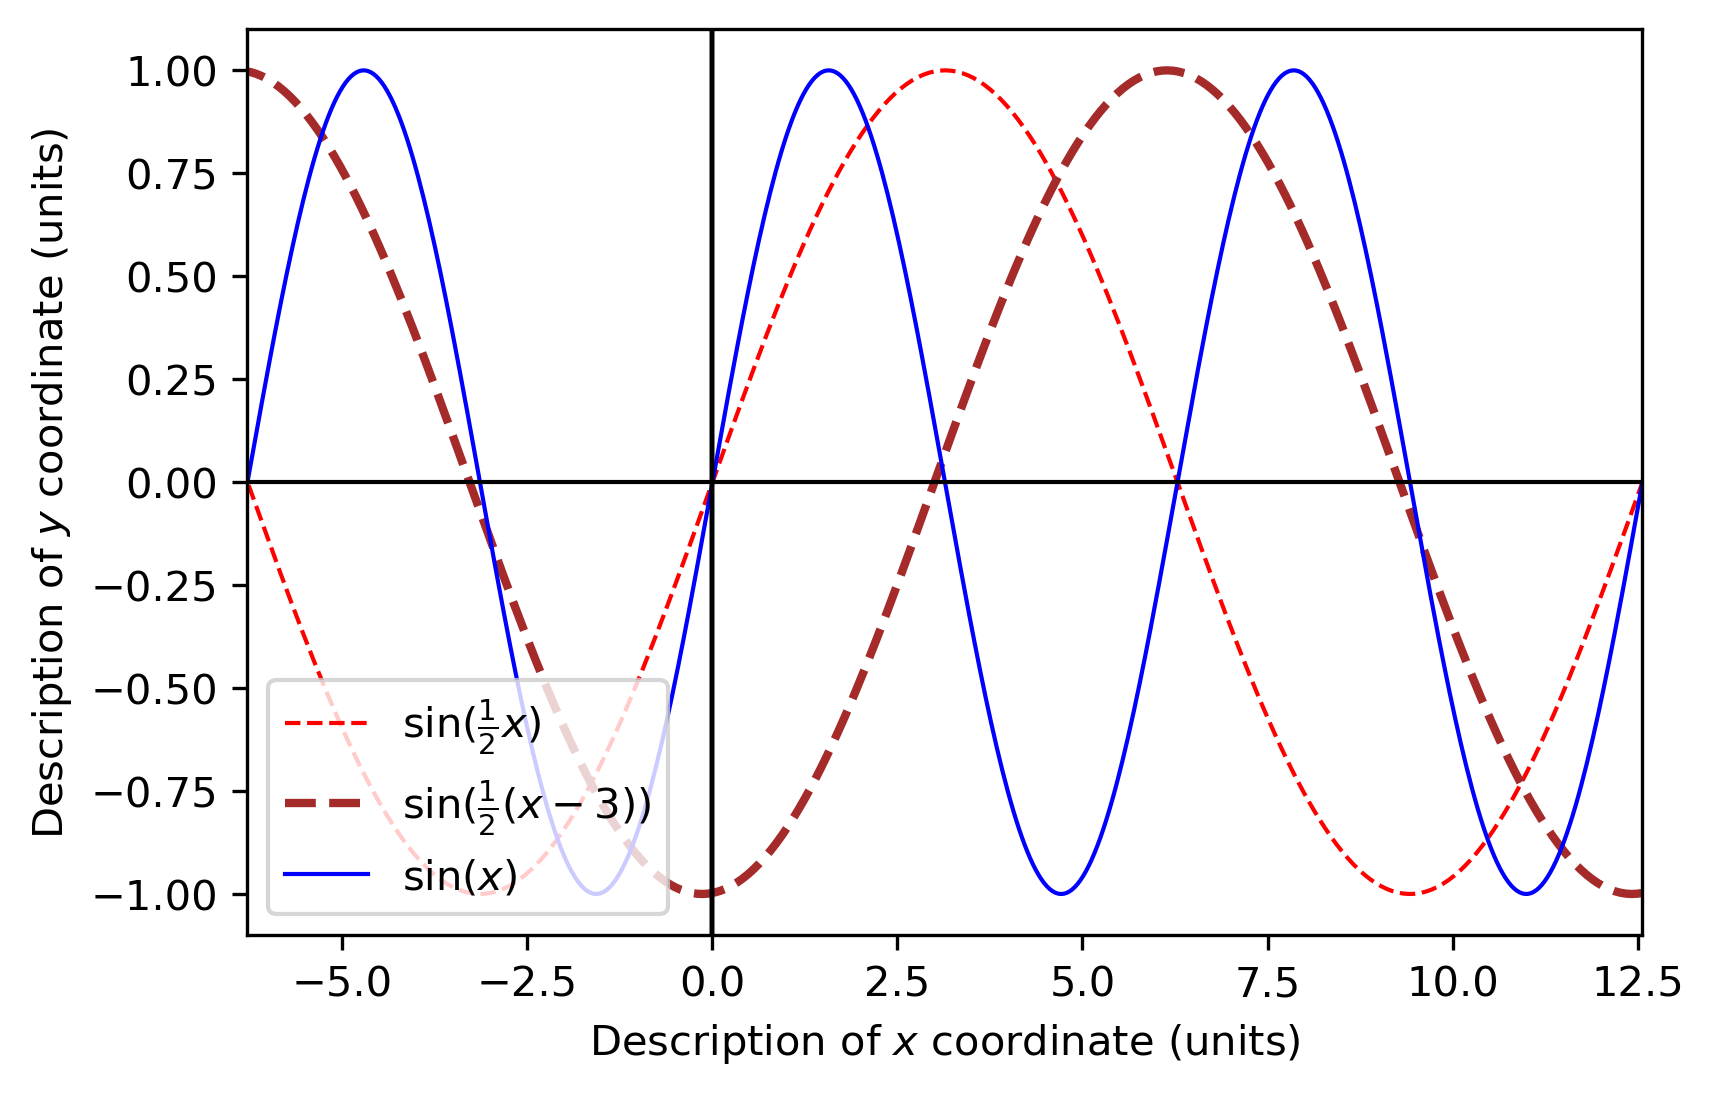 1.00
0.75
0.50
0.25
0.00
−0.25
−0.50
−0.75
−1.00
Description of y coordinate (units)
sin(½x)
sin(½(x − 3))
sin(x)
−5.0 −2.5 0.0 2.5 5.0 7.5 10.0 12.5
Description of x coordinate (units)